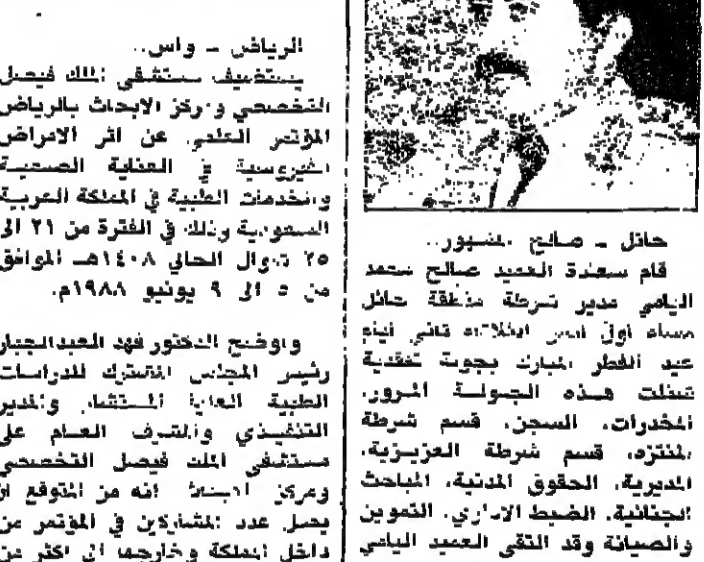 حائل ـ صالح المشهور..
قام سعادة العميد صالح محمد
اليامي مدير شرطة منطقة حائل
مساء اول امس الثلاثاء ثاني ايام
عيد الفطر المبارك بجولة تفقدية
شملت هذه الجولة المرور.
المخدرات. السجن. قسم شرطة
المنتزه. قسم شرطة العزيزية.
المديرية. الحقوق المدنية. المباحث
الجنائية. الضبط الاداري. التموين
والصيانة وقد التقى العميد اليامي
الرياض ـ واس..
يستضيف مستشفى الملك فيصل
التخصصي ومركز الابحاث بالرياض
المؤتمر العلمي عن اثر الامراض
الفيروسية في العناية الصحية
والخدمات الطبية في المملكة العربية
السعودية وذلك في الفترة من ٢١ الى
٢٥ شوال الحالي ١٤٠٨هـ الموافق
من ٥ الى ٩ يونيو ١٩٨٨م.
واوضح الدكتور فهد العبدالجبار
رئيس المجلس المشترك للدراسات
الطبية العليا المستشار والمدير
التنفيذي والمشرف العام على
مستشفى الملك فيصل التخصصي
ومركز الابحاث انه من المتوقع ان
يصل عدد المشاركين في المؤتمر من
داخل المملكة وخارجها الى اكثر من